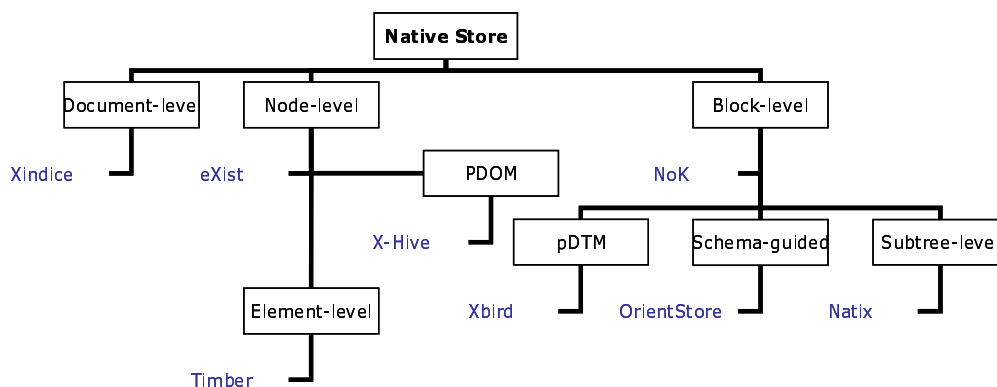 Native Store
Document-leve
Node-level
Block-level
Xindice
eXist
PDOM
NoK
X-Hive
pDTM
Schema-guided
Subtree-leve
Element-level
Xbird
OrientStore
Natix
Timber